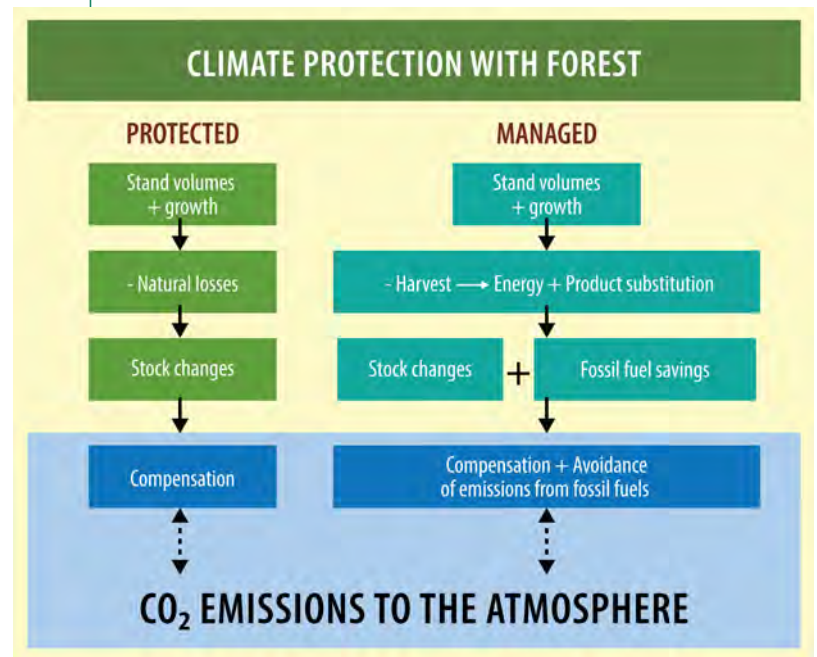 CLIMATE PROTECTION WITH FOREST
PROTECTED
MANAGED
Stand volumes
+ growth
Stand volumes
+ growth
- Natural losses
- Harvest ⟶ Energy + Product substitution
Stock changes
Stock changes
+
Fossil fuel savings
Compensation
Compensation + Avoidance
of emissions from fossil fuels
CO₂ EMISSIONS TO THE ATMOSPHERE